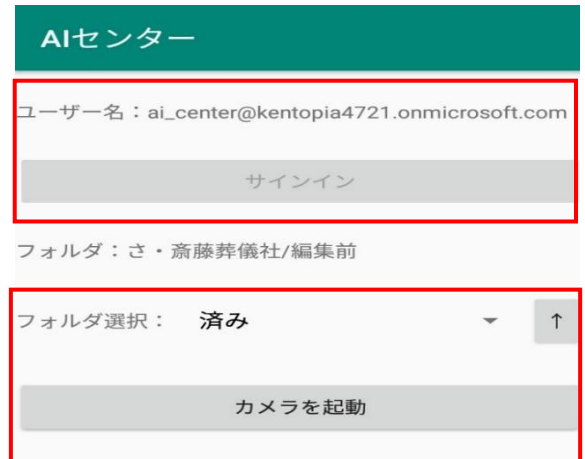 AIセンター
ユーザー名：ai_center@kentopia4721.onmicrosoft.com
サインイン
フォルダ：さ・斎藤葬儀社/編集前
フォルダ選択： 済み ↑
カメラを起動